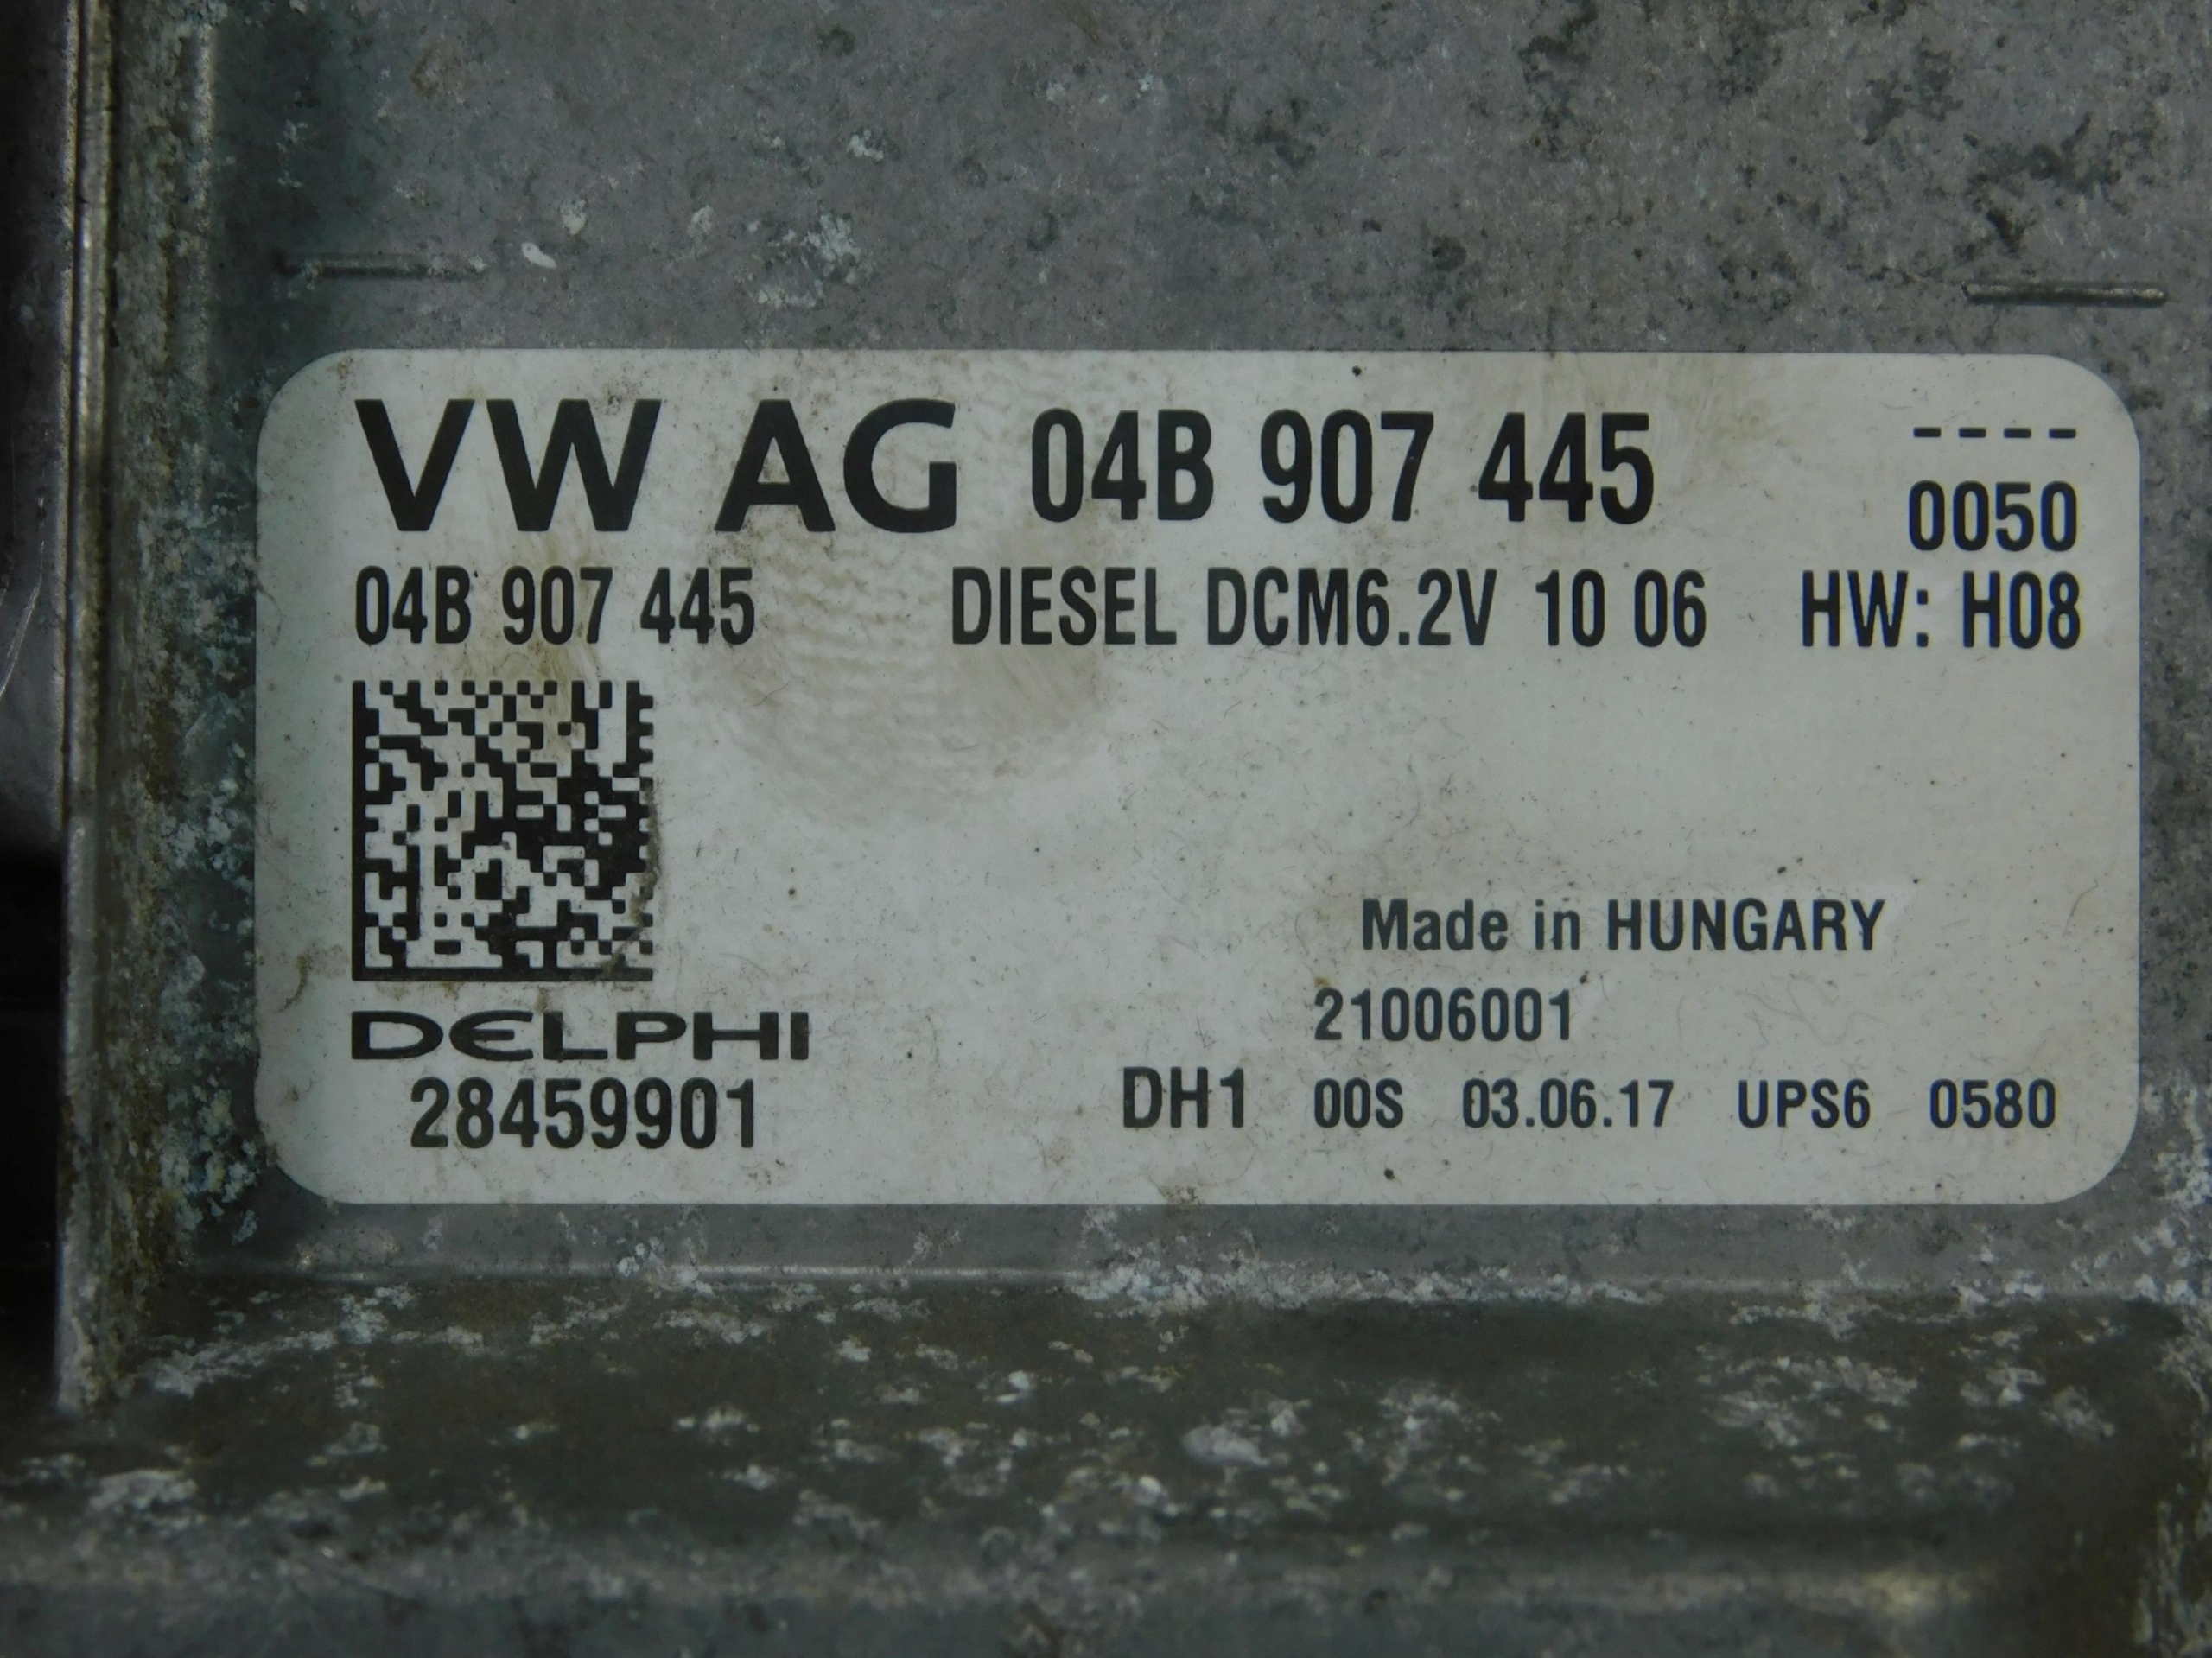 VW AG 04B 907 445 ----
0050
04B 907 445 DIESEL DCM6.2V 10 06 HW: H08
Made in HUNGARY
DELPHI 21006001
28459901 DH1 00S 03.06.17 UPS6 0580